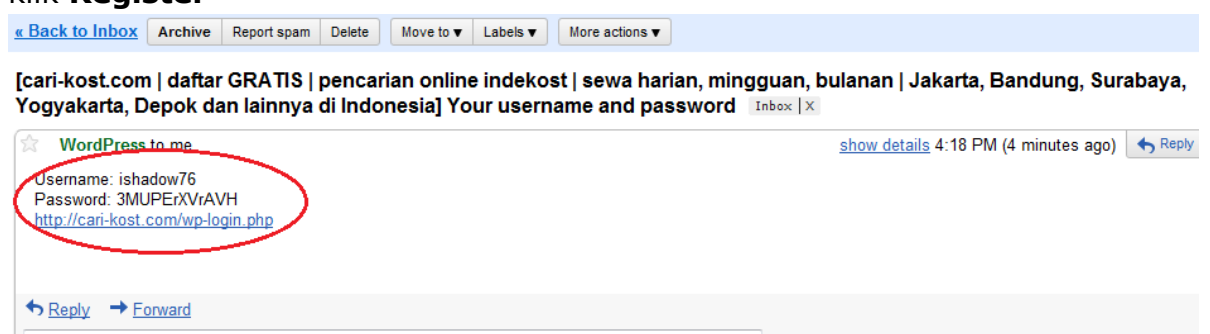 Klik Register
« Back to Inbox Archive Report spam Delete Move to ▼ Labels ▼ More actions ▼
[cari-kost.com | daftar GRATIS | pencarian online indekost | sewa harian, mingguan, bulanan | Jakarta, Bandung, Surabaya,
Yogyakarta, Depok dan lainnya di Indonesia] Your username and password Inbox | X
WordPress to me show details 4:18 PM (4 minutes ago) Reply
Username: ishadow76
Password: 3MUPErXVrAVH
http://cari-kost.com/wp-login.php
Reply Forward